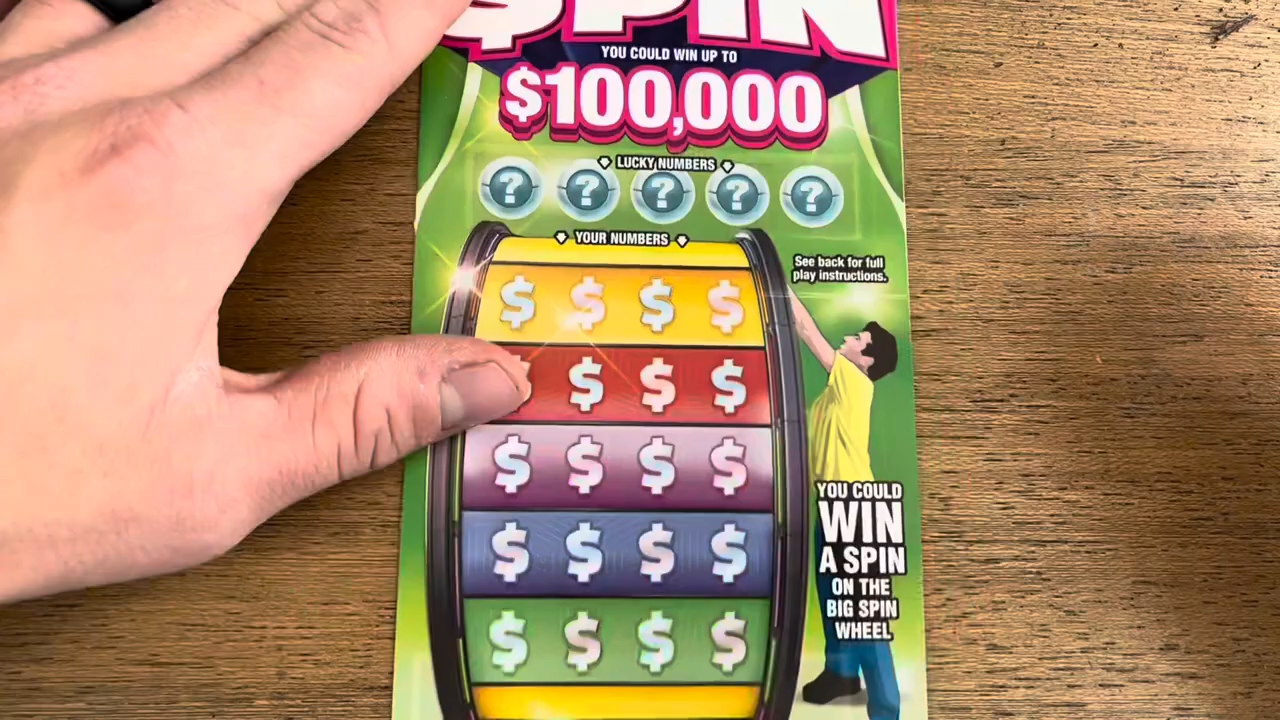 SPIN
YOU COULD WIN UP TO
$100,000
LUCKY NUMBERS
? ? ? ? ?
YOUR NUMBERS
See back for full
play instructions.
$ $ $ $
$ $ $ $
$ $ $ $
$ $ $ $
$ $ $ $
YOU COULD
WIN
A SPIN
ON THE
BIG SPIN
WHEEL